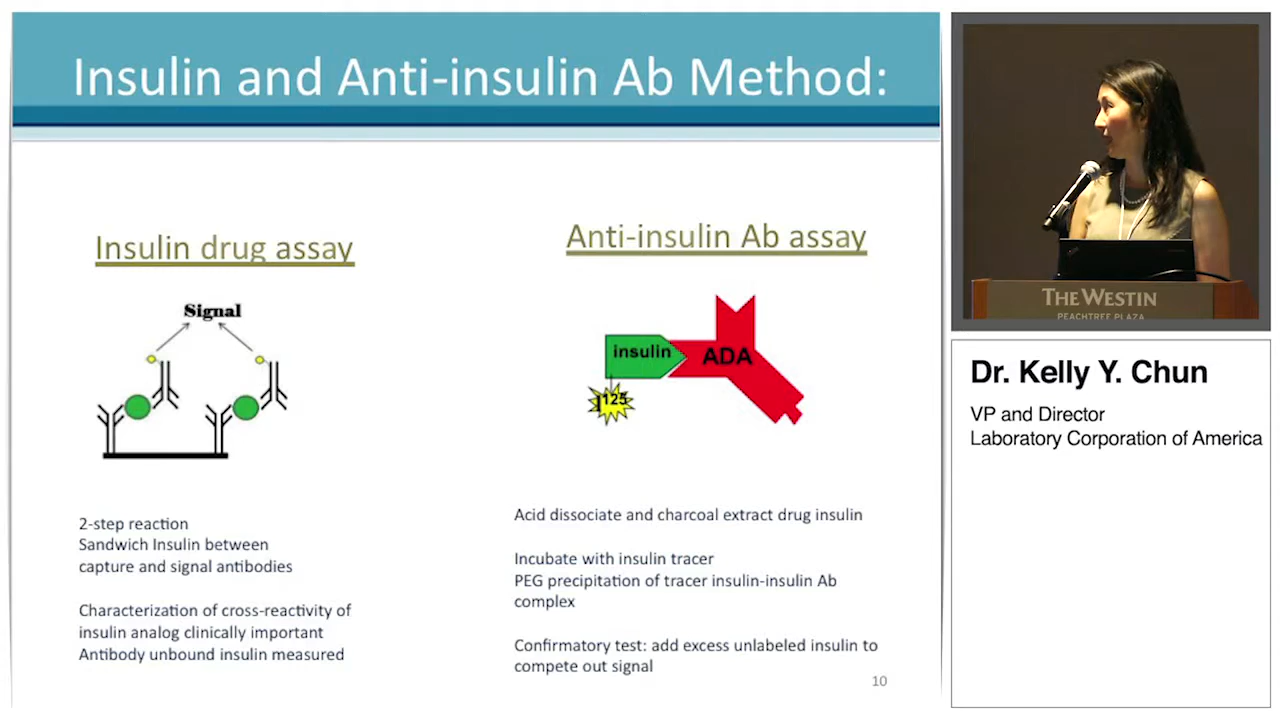 Insulin and Anti-insulin Ab Method:
Insulin drug assay
Signal
2-step reaction
Sandwich Insulin between
capture and signal antibodies
Characterization of cross-reactivity of
insulin analog clinically important
Antibody unbound insulin measured
Anti-insulin Ab assay
insulin
ADA
I125
Acid dissociate and charcoal extract drug insulin
Incubate with insulin tracer
PEG precipitation of tracer insulin-insulin Ab
complex
Confirmatory test: add excess unlabeled insulin to
compete out signal
10
THE WESTIN
PEACHTREE PLAZA
Dr. Kelly Y. Chun
VP and Director
Laboratory Corporation of America